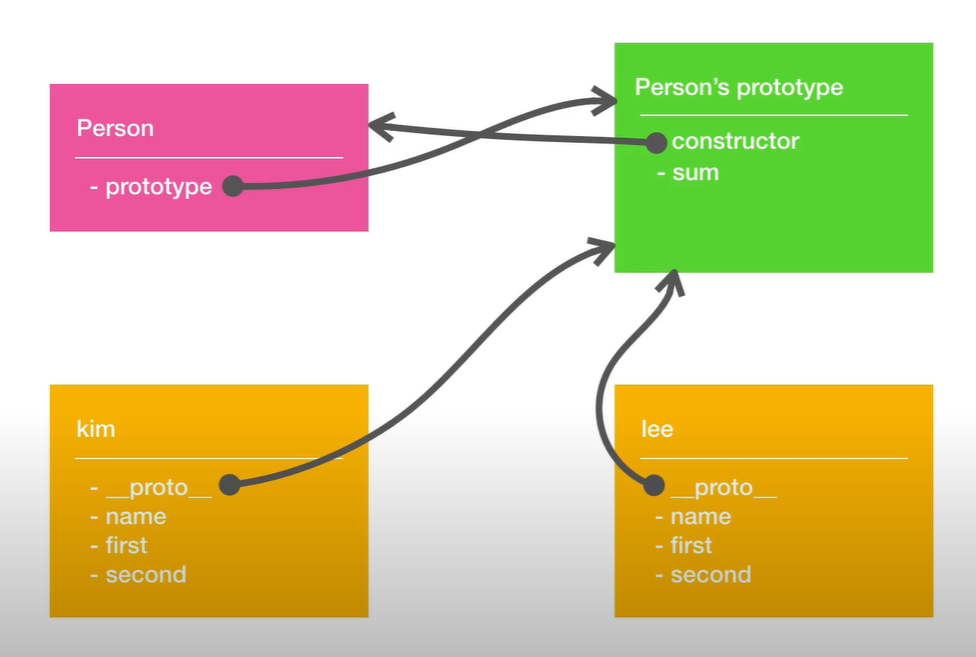 Person
- prototype
Person's prototype
constructor
- sum
kim
- __proto__
- name
- first
- second
lee
__proto__
- name
- first
- second